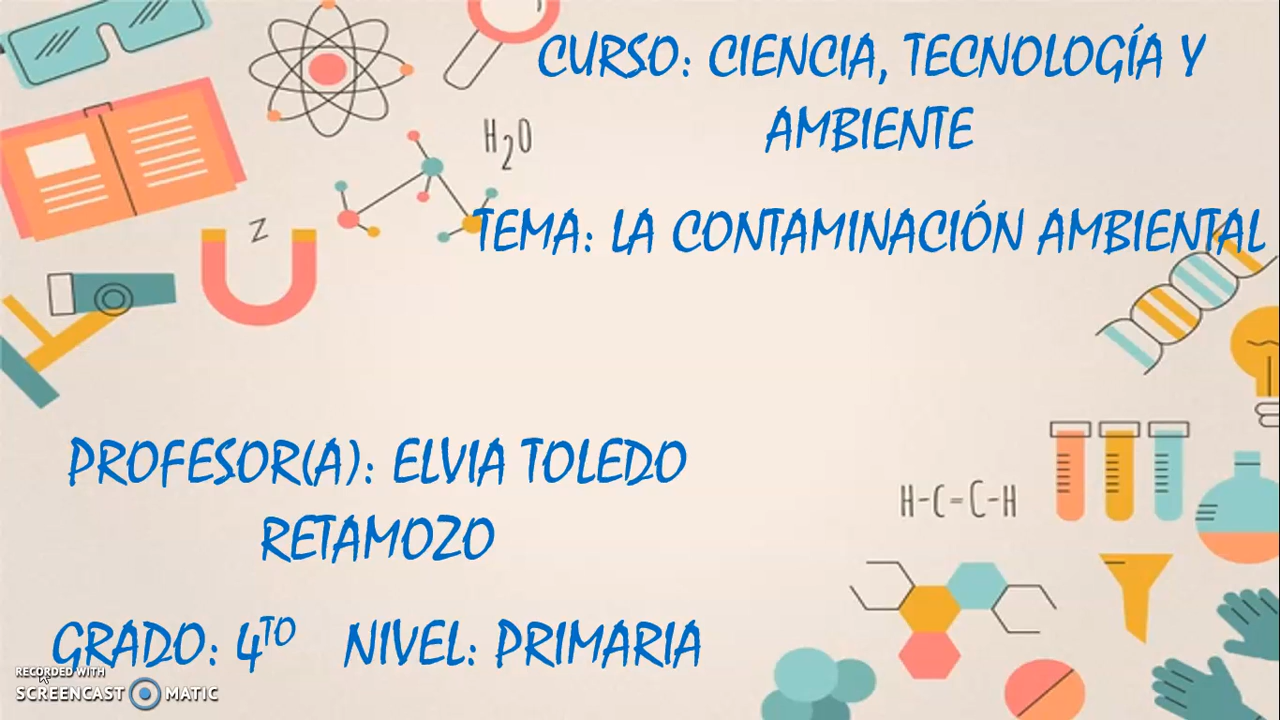 CURSO: CIENCIA, TECNOLOGÍA Y
AMBIENTE
H2O
TEMA: LA CONTAMINACIÓN AMBIENTAL
Z
PROFESOR(A): ELVIA TOLEDO
RETAMOZO
H-C=C-H
GRADO: 4TO NIVEL: PRIMARIA
RECORDED WITH
SCREENCAST MATIC